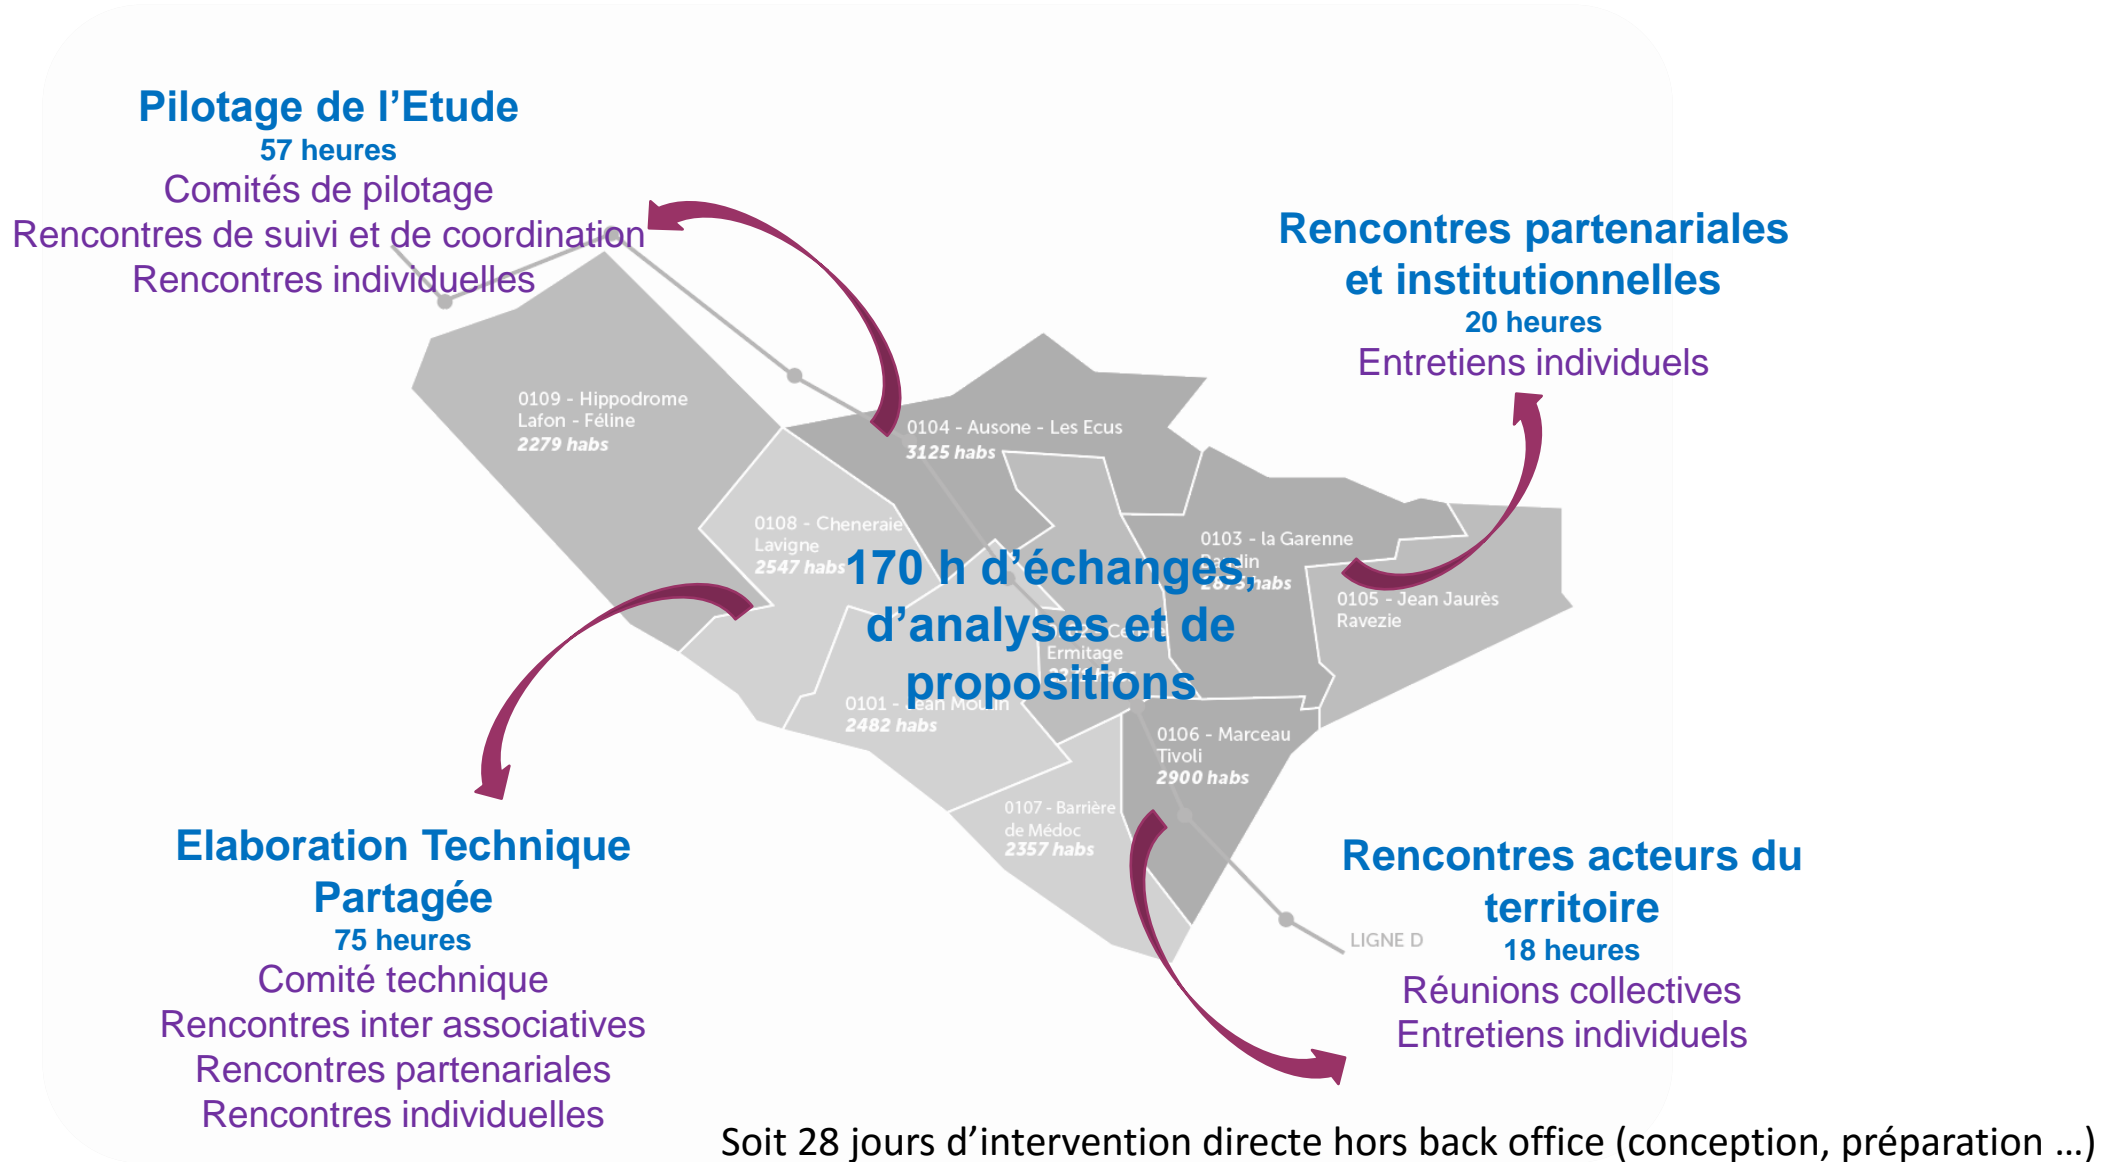 Pilotage de l’Etude
57 heures
Comités de pilotage
Rencontres de suivi et de coordination
Rencontres individuelles
Rencontres partenariales
et institutionnelles
20 heures
Entretiens individuels
0109 - Hippodrome
Lafon - Féline
2279 habs
0104 - Ausone - Les Ecus
3125 habs
0108 - Cheneraie
Lavigne
2547 habs
0103 - la Garenne
habs
0105 - Jean Jaurès
Ravezie
170 h d’échanges,
d’analyses et de
propositions
Ermitage
0101 - Jean Moulin
2482 habs
0106 - Marceau
Tivoli
2900 habs
0107 - Barrière
de Médoc
2357 habs
LIGNE D
Elaboration Technique
Partagée
75 heures
Comité technique
Rencontres inter associatives
Rencontres partenariales
Rencontres individuelles
Rencontres acteurs du
territoire
18 heures
Réunions collectives
Entretiens individuels
Soit 28 jours d’intervention directe hors back office (conception, préparation …)